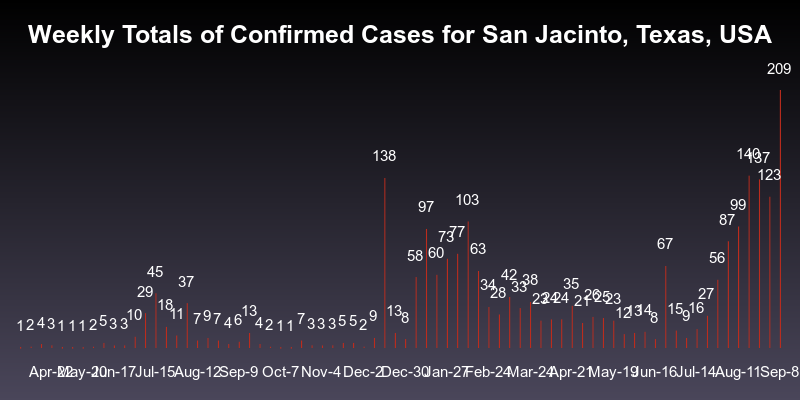 Weekly Totals of Confirmed Cases for San Jacinto, Texas, USA
1 2 4 3 1 1 1 2 5 3 3 10 29 45 18 11 37 7 9 7 4 6 13 4 2 1 1 7 3 3 3 5 5 2 9 138 13 8 58 97 60 73 77 103 63 34 28 42 33 38 23 24 24 35 21 26 25 23 12 13 14 8 67 15 9 16 27 56 87 99 140 137 123 209
Apr-22 May-20 Jun-17 Jul-15 Aug-12 Sep-9 Oct-7 Nov-4 Dec-2 Dec-30 Jan-27 Feb-24 Mar-24 Apr-21 May-19 Jun-16 Jul-14 Aug-11 Sep-8